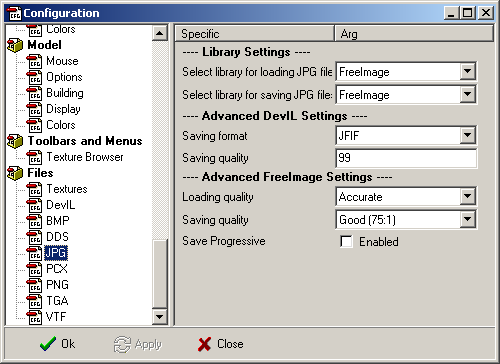 Configuration
Colors
Model
Mouse
Options
Building
Display
Colors
Toolbars and Menus
Texture Browser
Files
Textures
DevIL
BMP
DDS
JPG
PCX
PNG
TGA
VTF
Specific Arg
---- Library Settings ----
Select library for loading JPG file: FreeImage
Select library for saving JPG file: FreeImage
---- Advanced DevIL Settings ----
Saving format JFIF
Saving quality 99
---- Advanced FreeImage Settings ----
Loading quality Accurate
Saving quality Good (75:1)
Save Progressive Enabled
Ok Apply Close